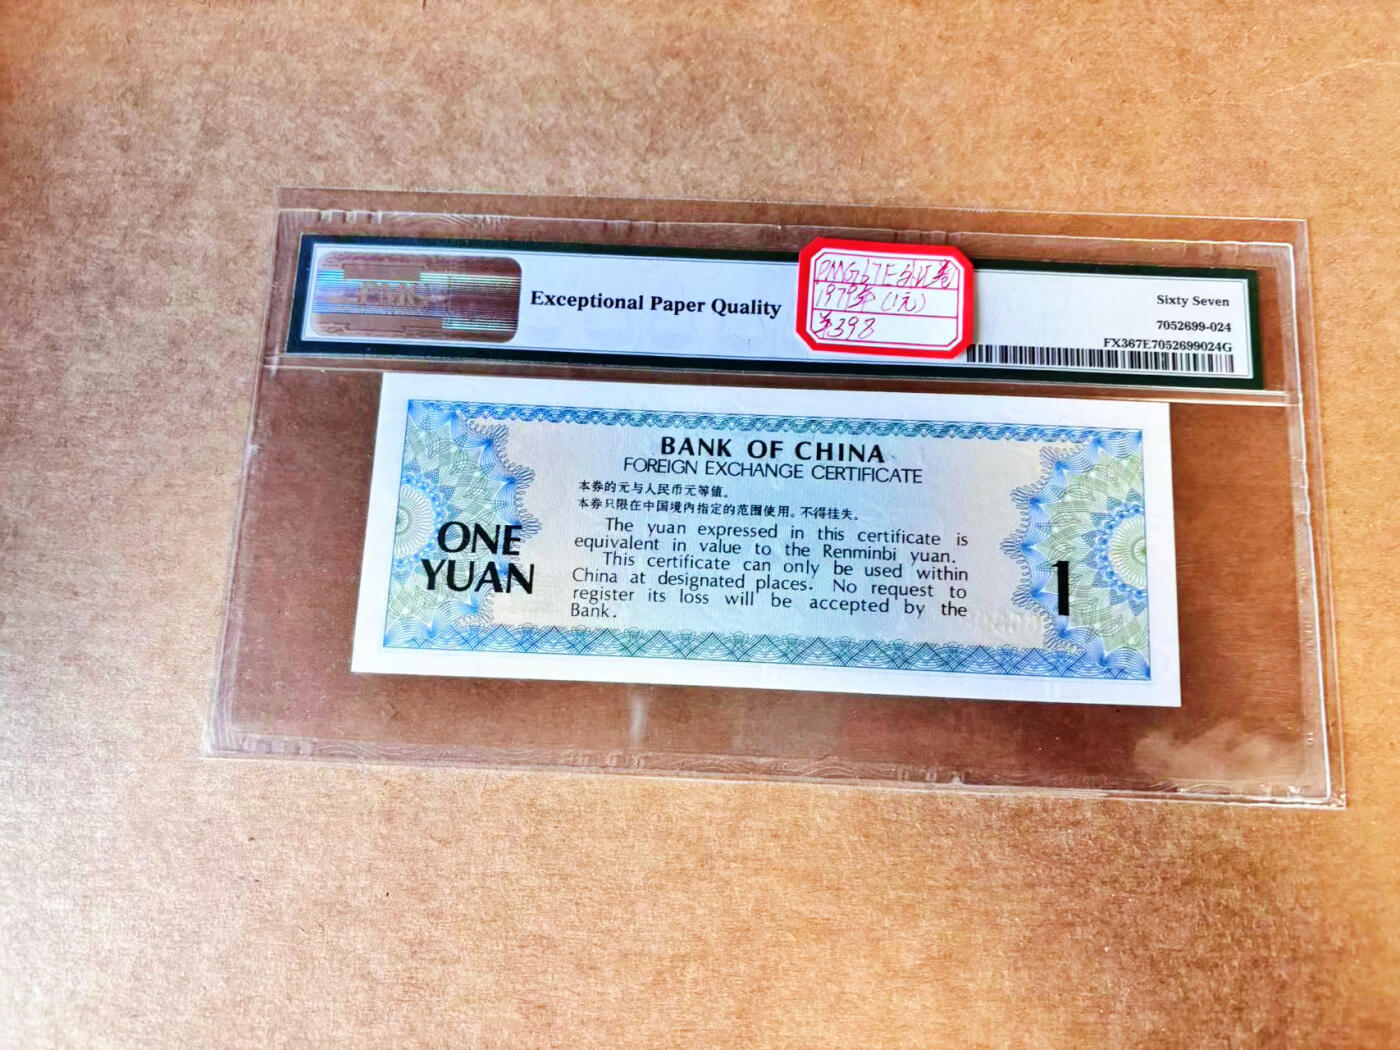 PMG
Exceptional Paper Quality
PMG67E外汇卷
1979年(1元)
¥398
Sixty Seven
7052699-024
FX367E7052699024G
BANK OF CHINA
FOREIGN EXCHANGE CERTIFICATE
本券的元与人民币元等值。
本券只限在中国境内指定的范围使用。不得挂失。
The yuan expressed in this certificate is
equivalent in value to the Renminbi yuan.
This certificate can only be used within
China at designated places. No request to
register its loss will be accepted by the
Bank.
ONE
YUAN
1